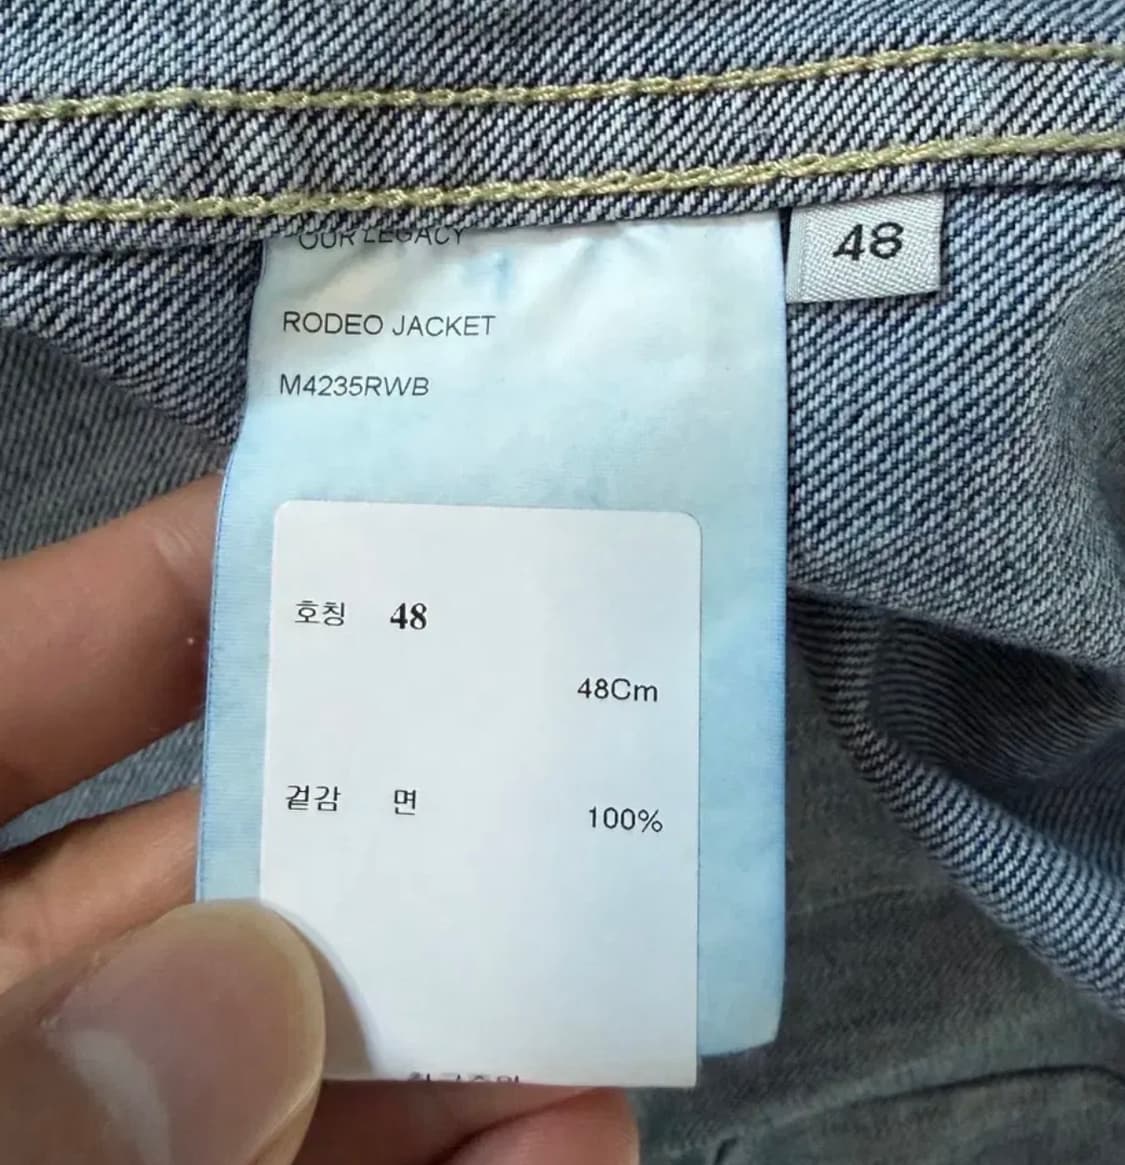 OUR LEGACY
48
RODEO JACKET
M4235RWB
호칭 48
48Cm
겉감 면 100%